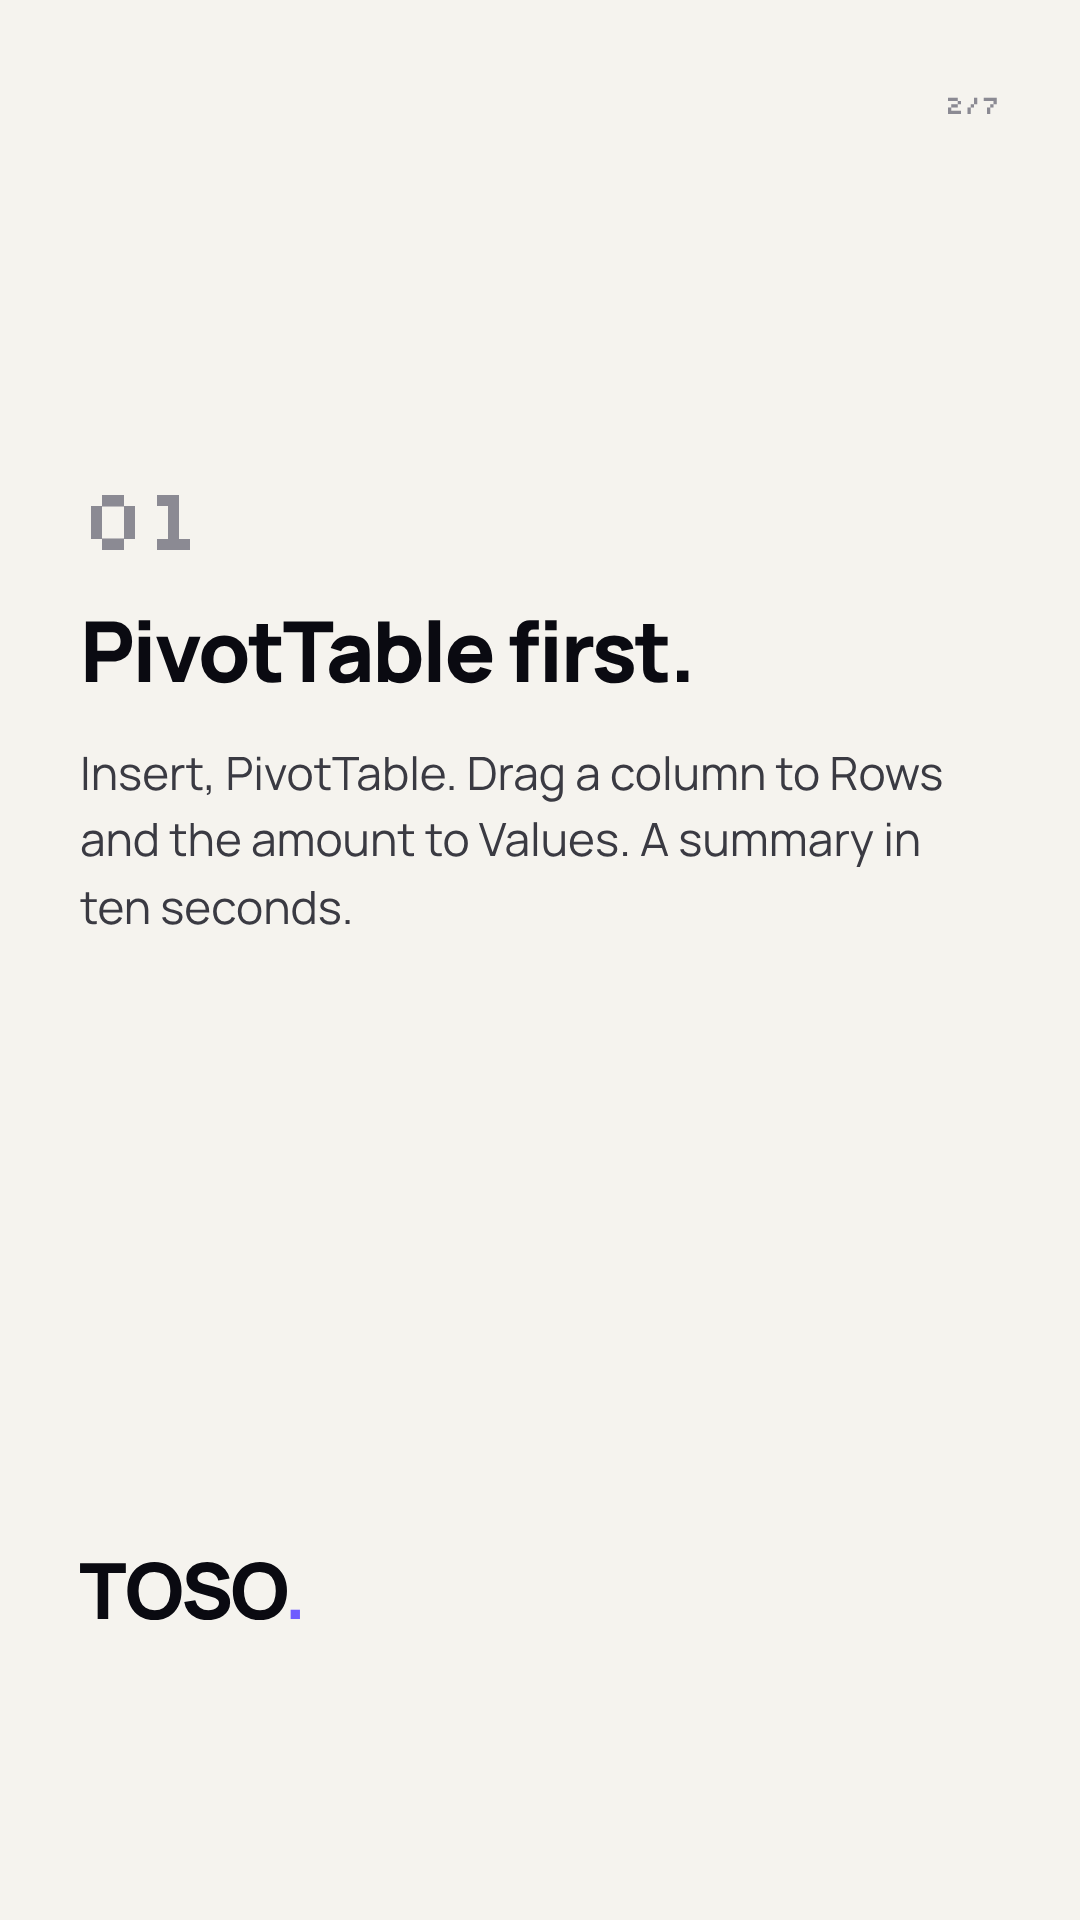 2/7
01
PivotTable first.
Insert, PivotTable. Drag a column to Rows
and the amount to Values. A summary in
ten seconds.
TOSO.